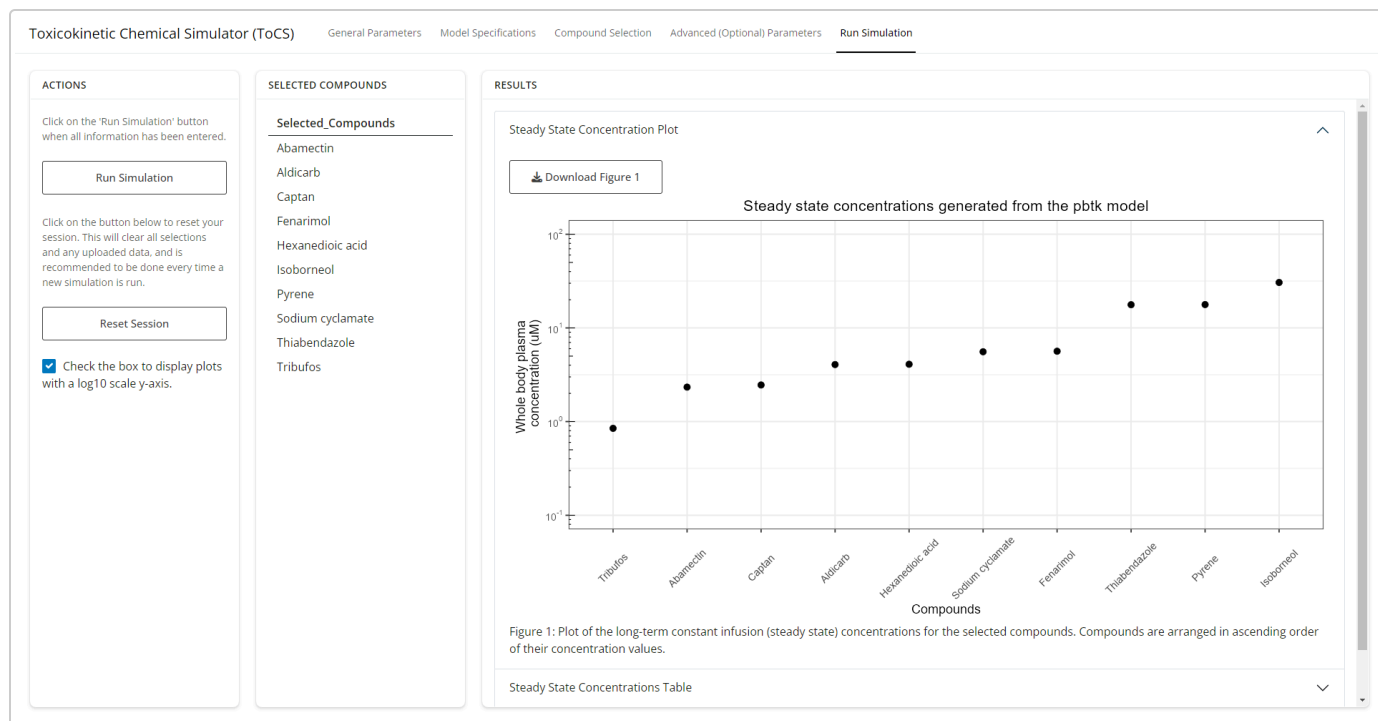 Toxicokinetic Chemical Simulator (ToCS)
General Parameters
Model Specifications
Compound Selection
Advanced (Optional) Parameters
Run Simulation
ACTIONS
Click on the 'Run Simulation' button
when all information has been entered.
Run Simulation
Click on the button below to reset your
session. This will clear all selections
and any uploaded data, and is
recommended to be done every time a
new simulation is run.
Reset Session
Check the box to display plots
with a log10 scale y-axis.
SELECTED COMPOUNDS
Selected_Compounds
Abamectin
Aldicarb
Captan
Fenarimol
Hexanedioic acid
Isoborneol
Pyrene
Sodium cyclamate
Thiabendazole
Tribufos
RESULTS
Steady State Concentration Plot
Download Figure 1
Steady state concentrations generated from the pbtk model
Whole body plasma
concentration (uM)
10²
10¹
10⁰
10⁻¹
Tribufos
Abamectin
Captan
Aldicarb
Hexanedioic acid
Sodium cyclamate
Fenarimol
Thiabendazole
Pyrene
Isoborneol
Compounds
Figure 1: Plot of the long-term constant infusion (steady state) concentrations for the selected compounds. Compounds are arranged in ascending order
of their concentration values.
Steady State Concentrations Table